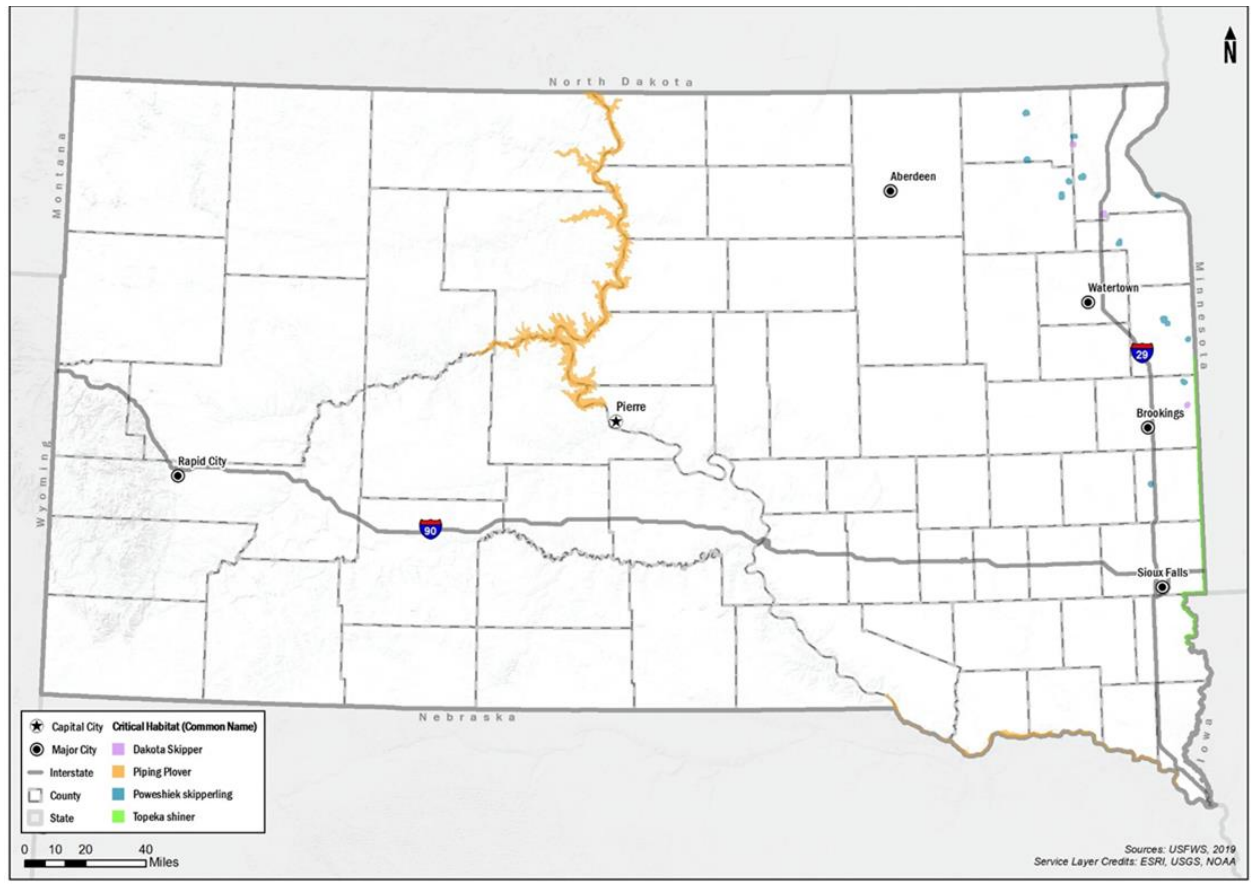 N
North Dakota
Montana
Aberdeen
Minnesota
Watertown
29
Pierre
Brookings
Rapid City
Wyoming
90
Sioux Falls
Nebraska
Iowa
Capital City
Major City
Interstate
County
State
Critical Habitat (Common Name)
Dakota Skipper
Piping Plover
Poweshiek skipperling
Topeka shiner
0 10 20 40
Miles
Sources: USFWS, 2019
Service Layer Credits: ESRI, USGS, NOAA